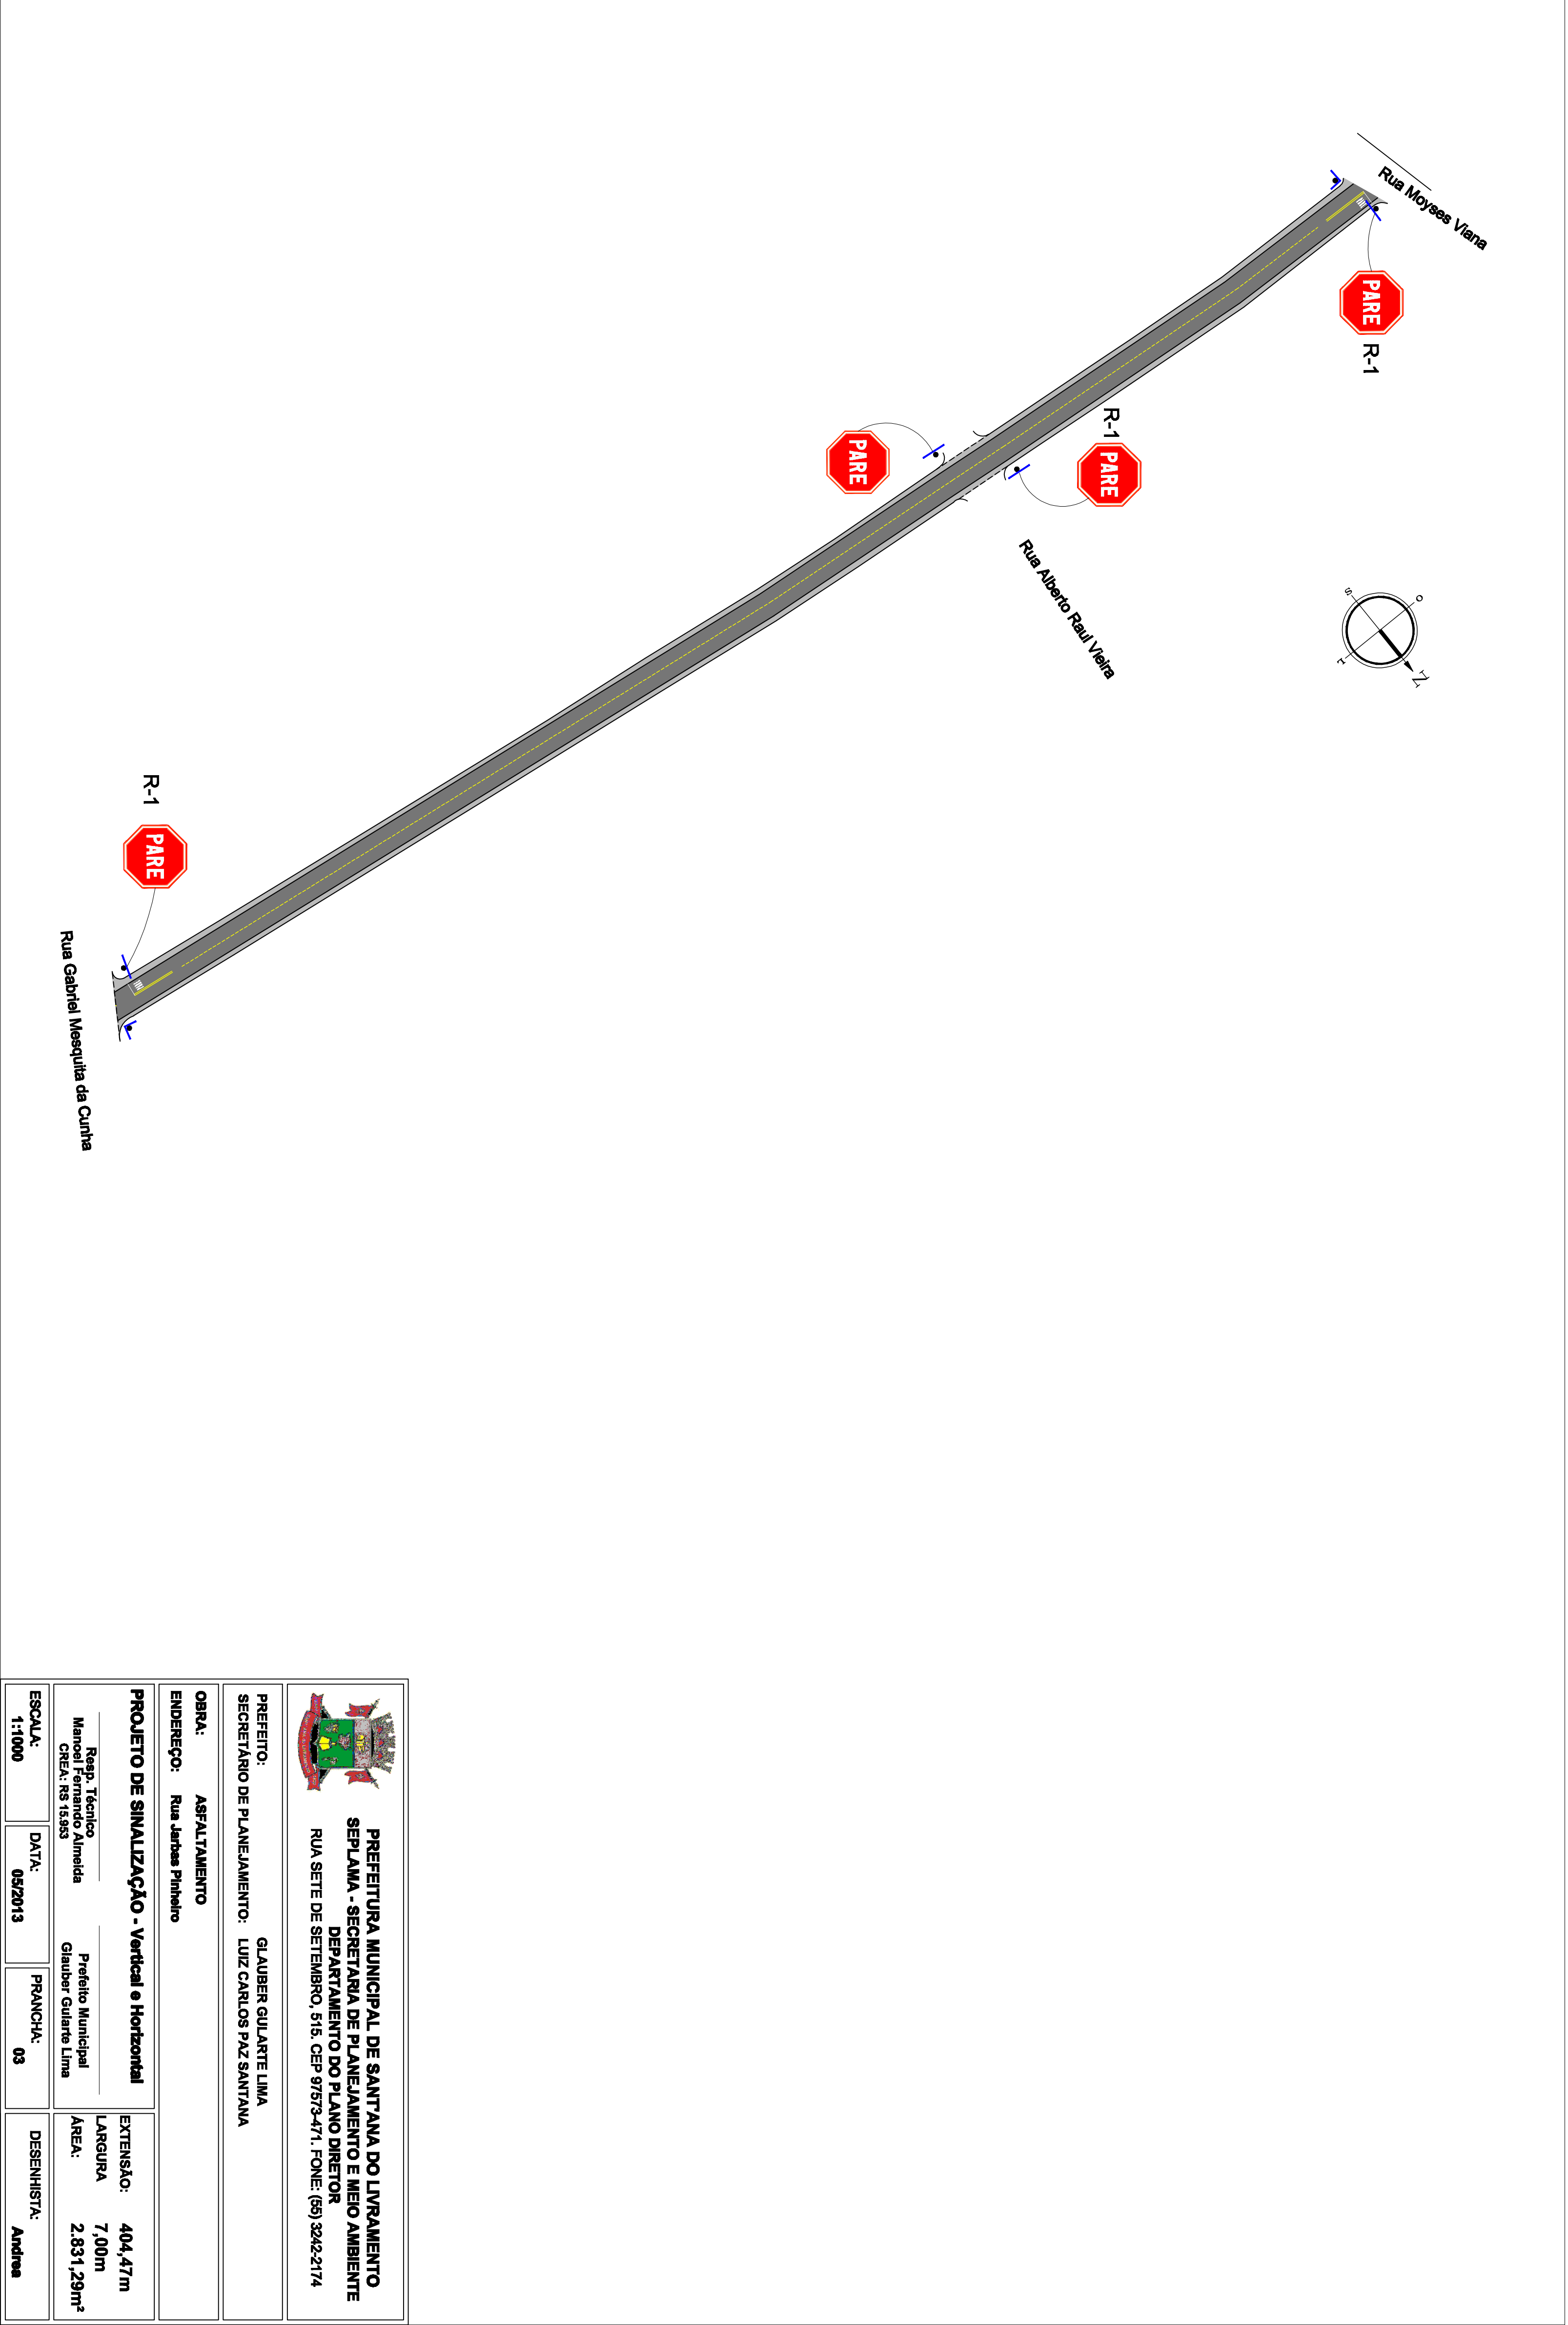 Rua Moyses Viana
PARE
R-1
R-1
PARE
PARE
Rua Alberto Raul Vieira
O
S
L
N
R-1
PARE
Rua Gabriel Mesquita da Cunha
PREFEITURA MUNICIPAL DE SANT'ANA DO LIVRAMENTO
SEPLAMA - SECRETARIA DE PLANEJAMENTO E MEIO AMBIENTE
DEPARTAMENTO DO PLANO DIRETOR
RUA SETE DE SETEMBRO, 515. CEP 97573-471. FONE: (55) 3242-2174
PREFEITO: GLAUBER GULARTE LIMA
SECRETÁRIO DE PLANEJAMENTO: LUIZ CARLOS PAZ SANTANA
OBRA: ASFALTAMENTO
ENDEREÇO: Rua Jarbas Pinheiro
PROJETO DE SINALIZAÇÃO - Vertical e Horizontal
EXTENSÃO: 404,47m
LARGURA 7,00m
ÁREA: 2.831,29m²
Resp. Técnico
Manoel Fernando Almeida
CREA: RS 15.953
Prefeito Municipal
Glauber Gularte Lima
ESCALA:
1:1000
DATA:
05/2013
PRANCHA:
03
DESENHISTA:
Andrea